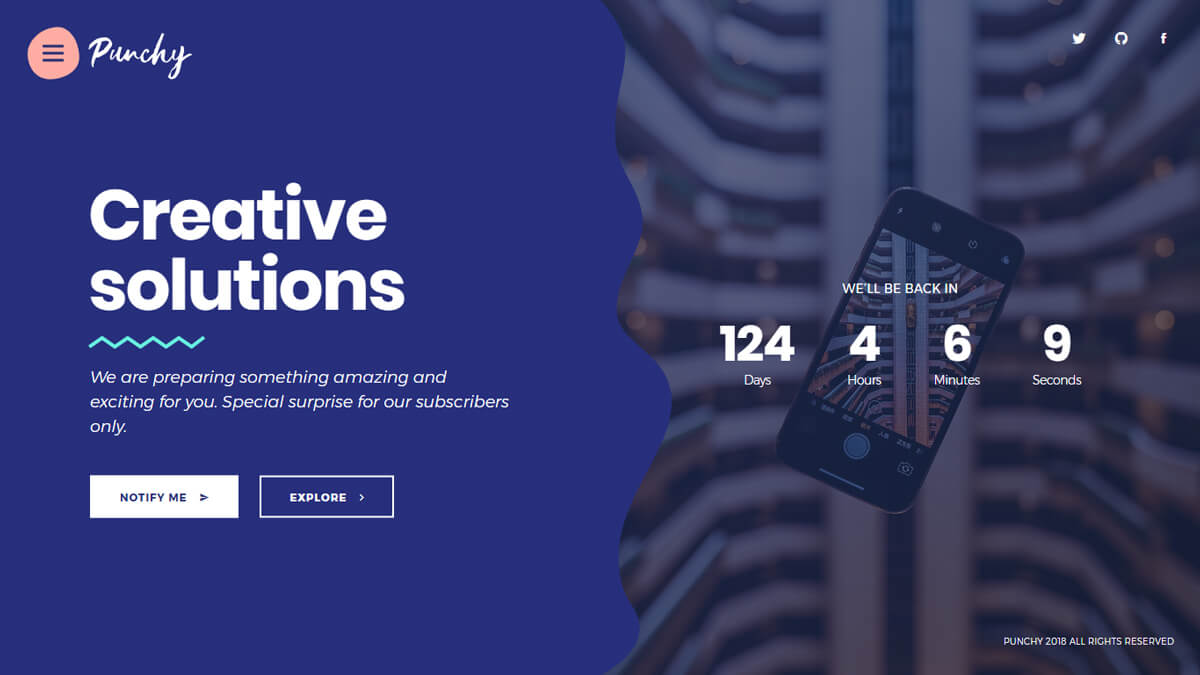 Punchy
Creative
solutions
We are preparing something amazing and
exciting for you. Special surprise for our subscribers
only.
NOTIFY ME
EXPLORE
WE'LL BE BACK IN
124 4 6 9
Days Hours Minutes Seconds
PUNCHY 2018 ALL RIGHTS RESERVED